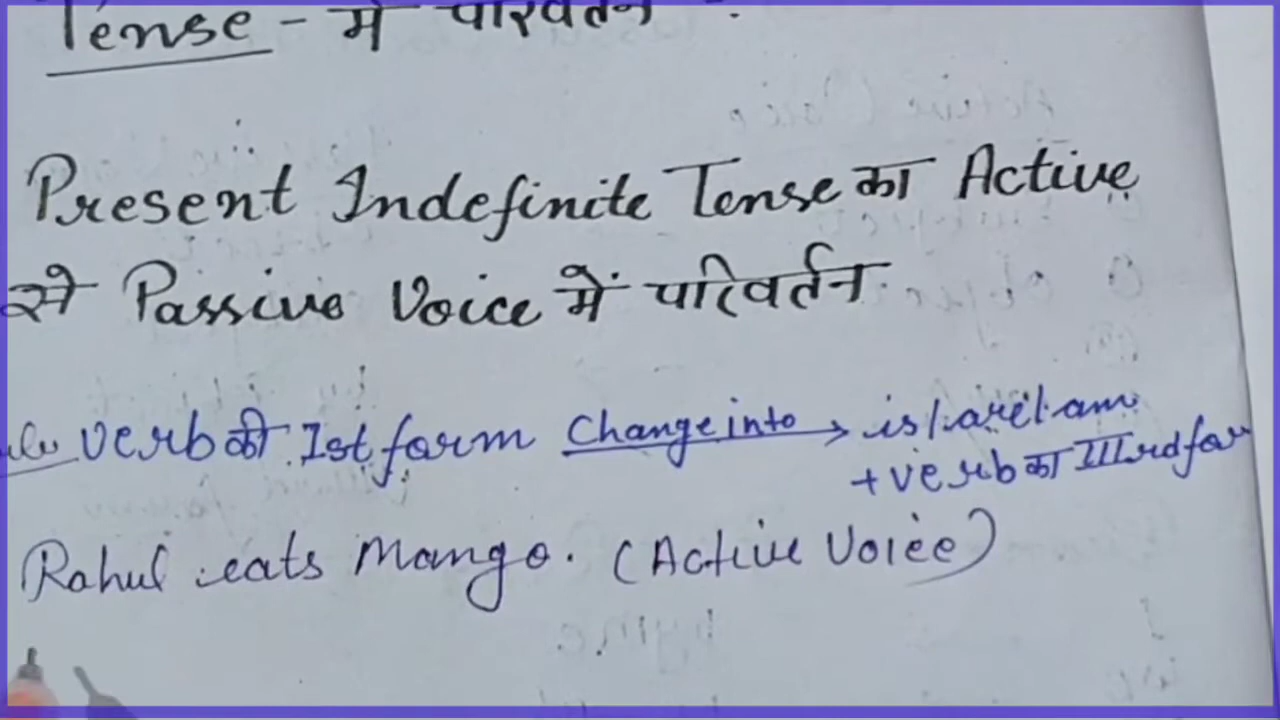 Tense - में परिवर्तन :
Present Indefinite Tense का Active
से Passive Voice में परिवर्तन
verb की Ist form Change into → is/are/am
+ verb का IIIrd for
Rahul eats Mango. (Active Voice)